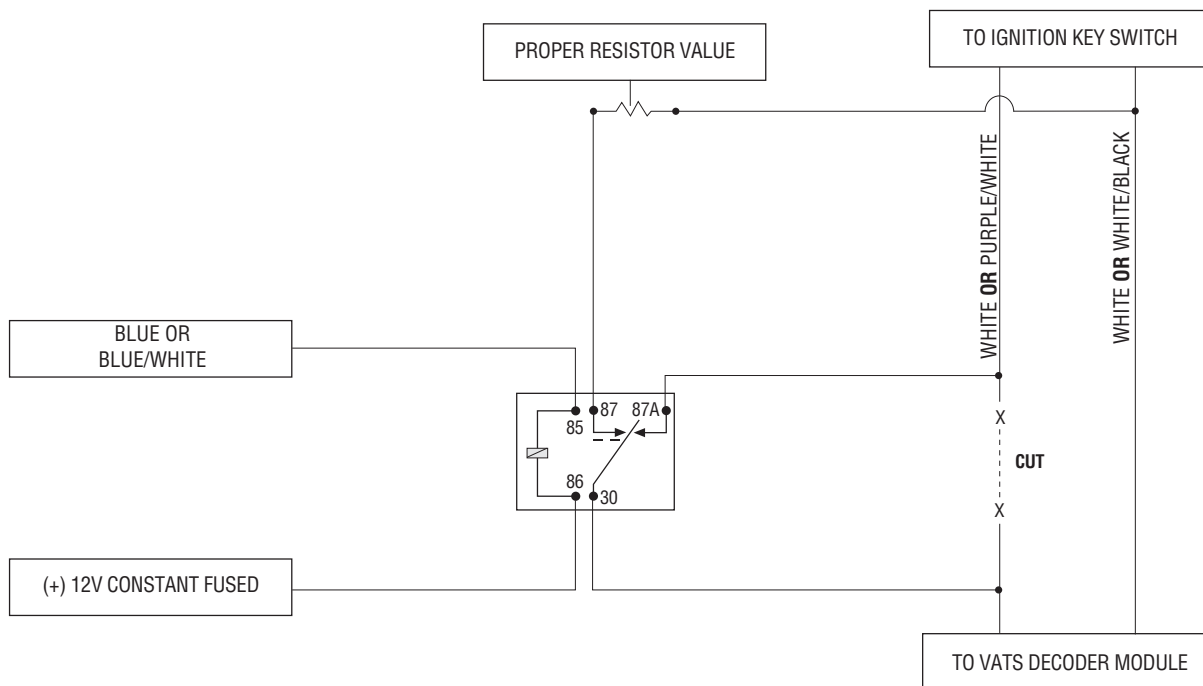 PROPER RESISTOR VALUE
TO IGNITION KEY SWITCH
WHITE OR PURPLE/WHITE
WHITE OR WHITE/BLACK
BLUE OR
BLUE/WHITE
87
87A
85
86
30
X
CUT
X
(+) 12V CONSTANT FUSED
TO VATS DECODER MODULE